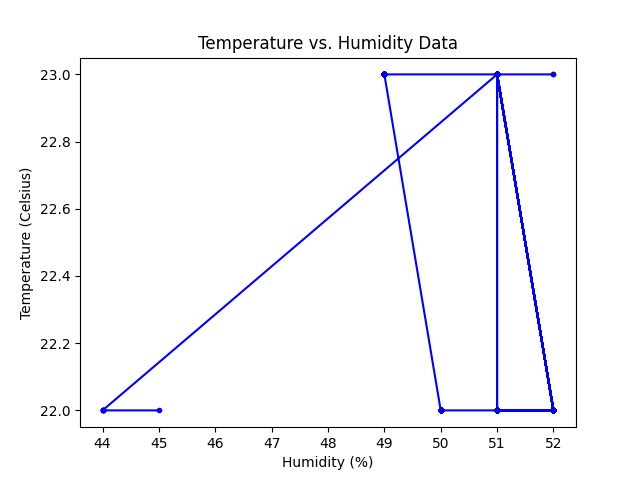 Temperature vs. Humidity Data
Temperature (Celsius)
23.0
22.8
22.6
22.4
22.2
22.0
44 45 46 47 48 49 50 51 52
Humidity (%)